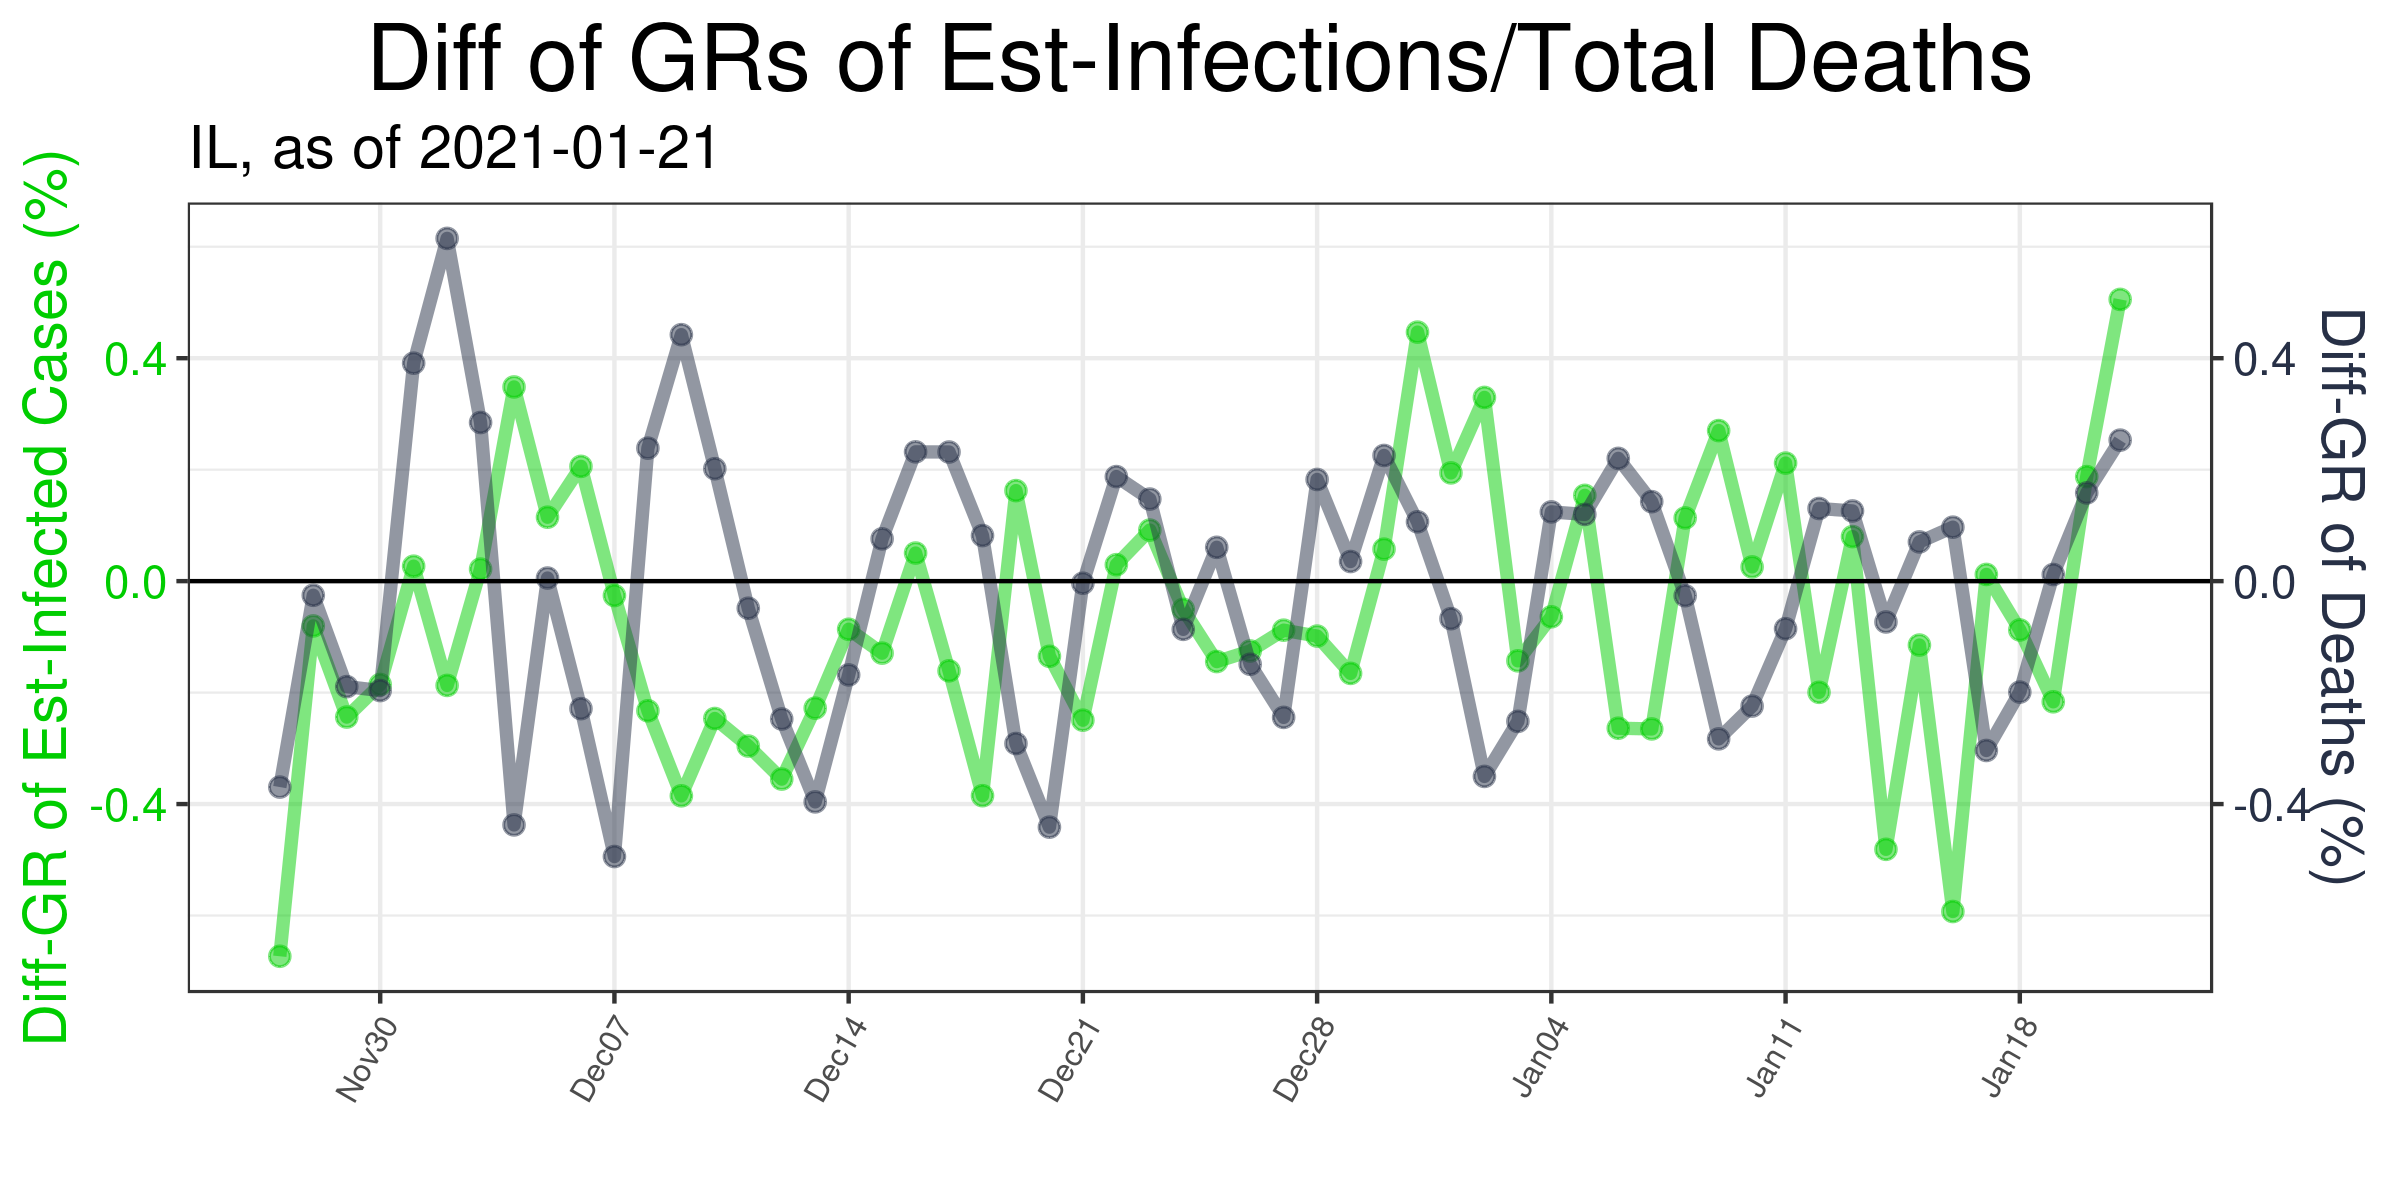 Diff of GRs of Est-Infections/Total Deaths
IL, as of 2021-01-21
Diff-GR of Est-Infected Cases (%)
0.4
0.0
-0.4
0.4
0.0
-0.4
Diff-GR of Deaths (%)
Nov30
Dec07
Dec14
Dec21
Dec28
Jan04
Jan11
Jan18